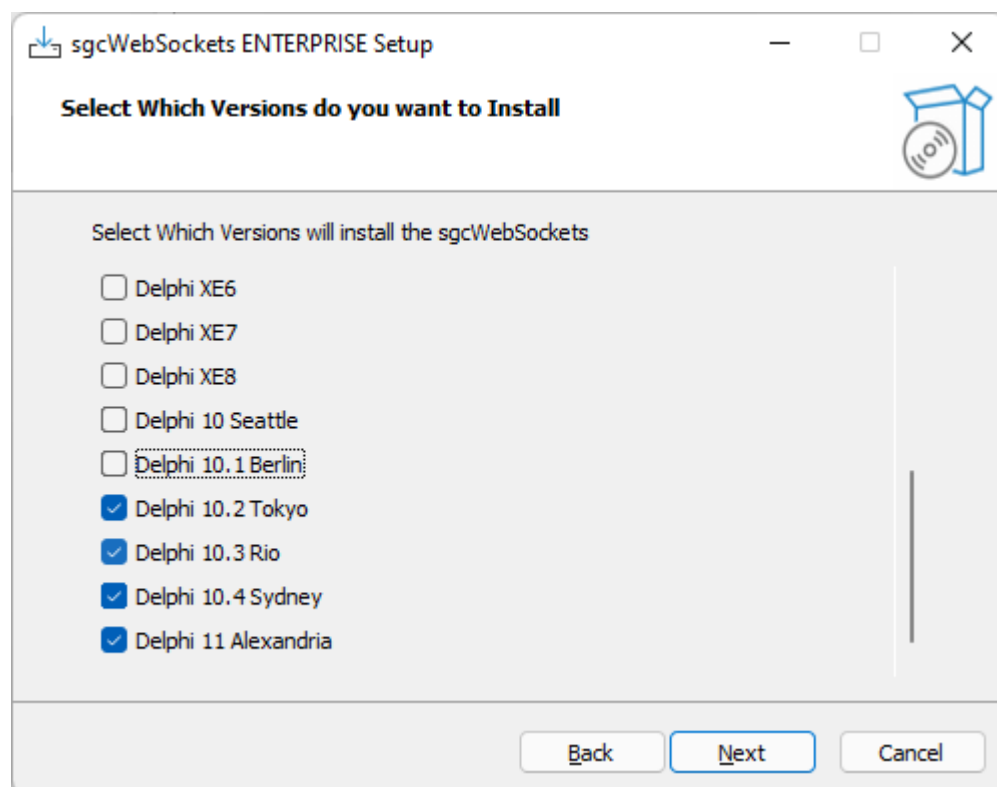 sgcWebSockets ENTERPRISE Setup
Select Which Versions do you want to Install
Select Which Versions will install the sgcWebSockets
Delphi XE6
Delphi XE7
Delphi XE8
Delphi 10 Seattle
Delphi 10.1 Berlin
Delphi 10.2 Tokyo
Delphi 10.3 Rio
Delphi 10.4 Sydney
Delphi 11 Alexandria
Back Next Cancel